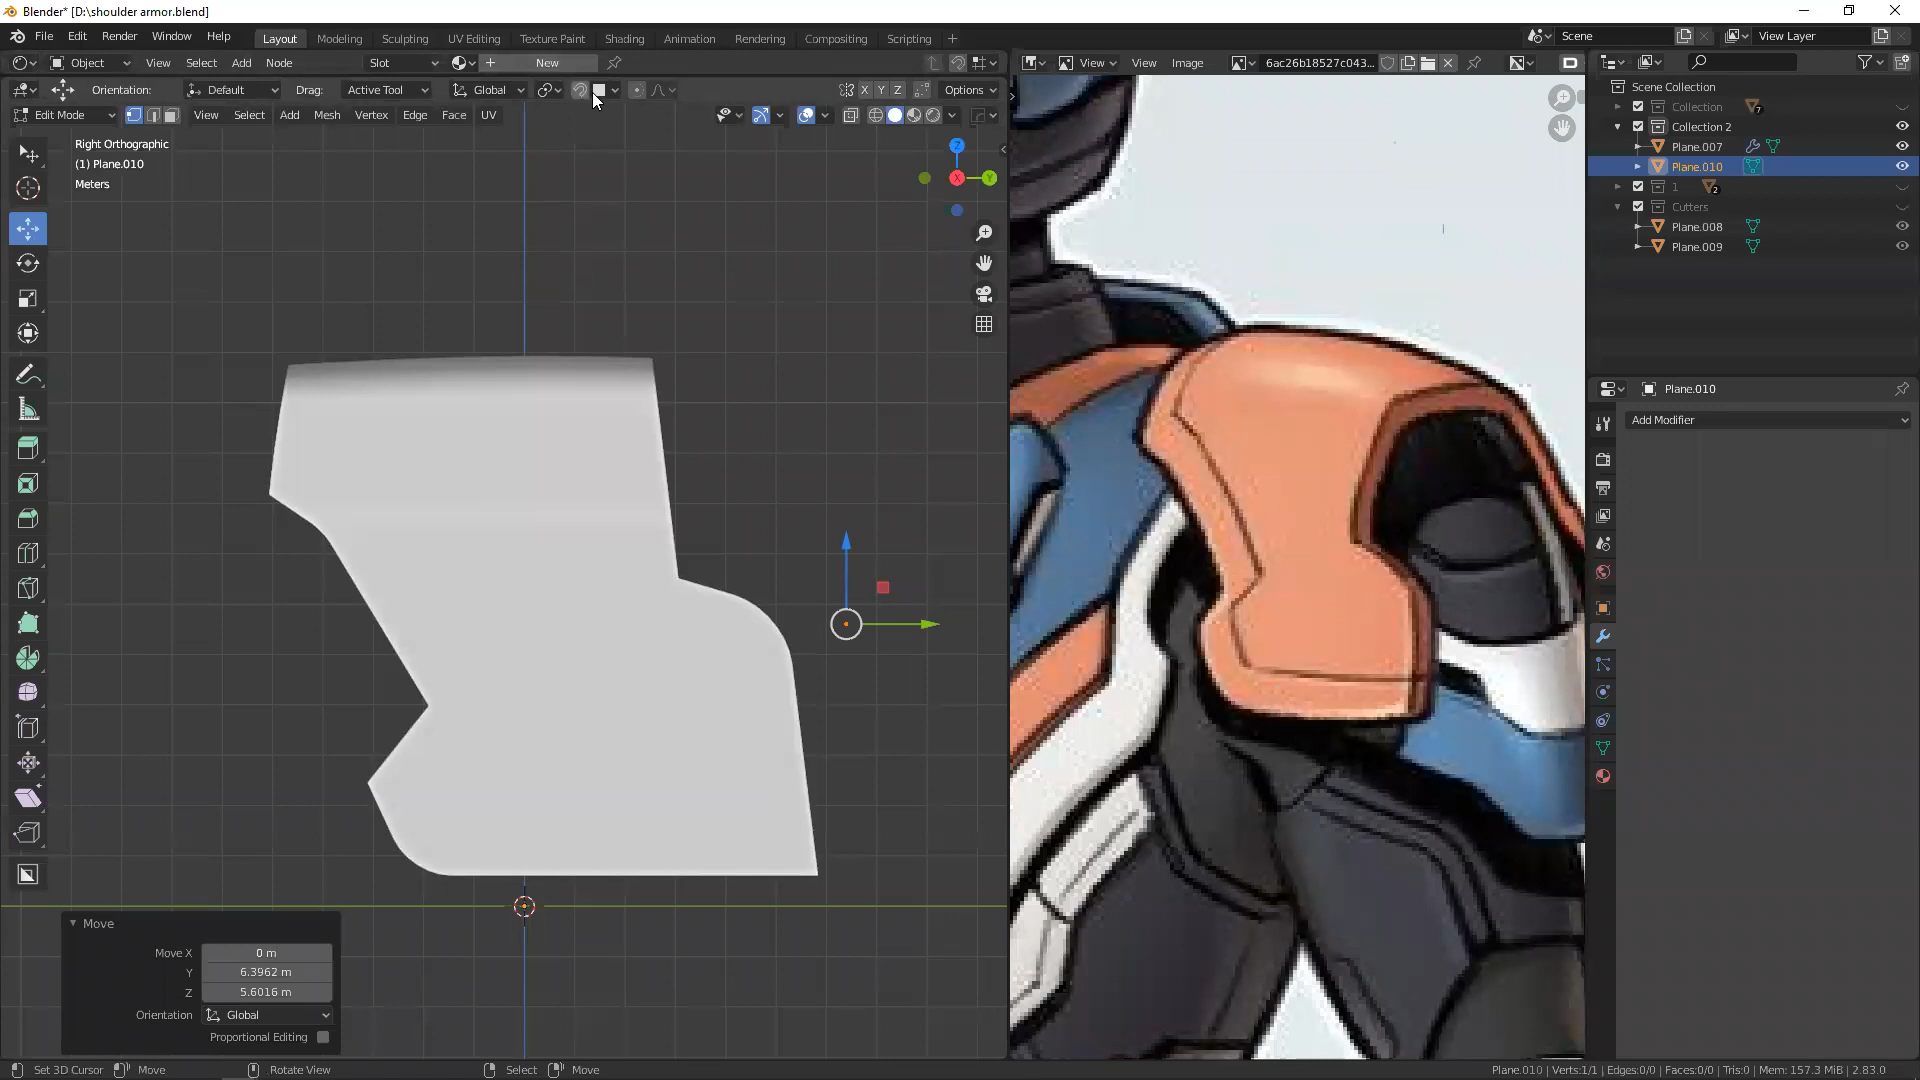 Blender* [D:\shoulder armor.blend]
File Edit Render Window Help Layout Modeling Sculpting UV Editing Texture Paint Shading Animation Rendering Compositing Scripting + Scene View Layer
Object View Select Add Node Slot New View View Image 6ac26b18527c043...
Orientation: Default Drag: Active Tool Global X Y Z Options
Edit Mode View Select Add Mesh Vertex Edge Face UV
Right Orthographic
(1) Plane.010
Meters
Z
X
Y
Scene Collection
Collection 7
Collection 2
Plane.007
Plane.010
1 2
Cutters
Plane.008
Plane.009
Plane.010
Add Modifier
Move
Move X 0 m
Y 6.3962 m
Z 5.6016 m
Orientation Global
Proportional Editing
Set 3D Cursor Move Rotate View Select Move Plane.010 | Verts:1/1 | Edges:0/0 | Faces:0/0 | Tris:0 | Mem: 157.3 MiB | 2.83.0